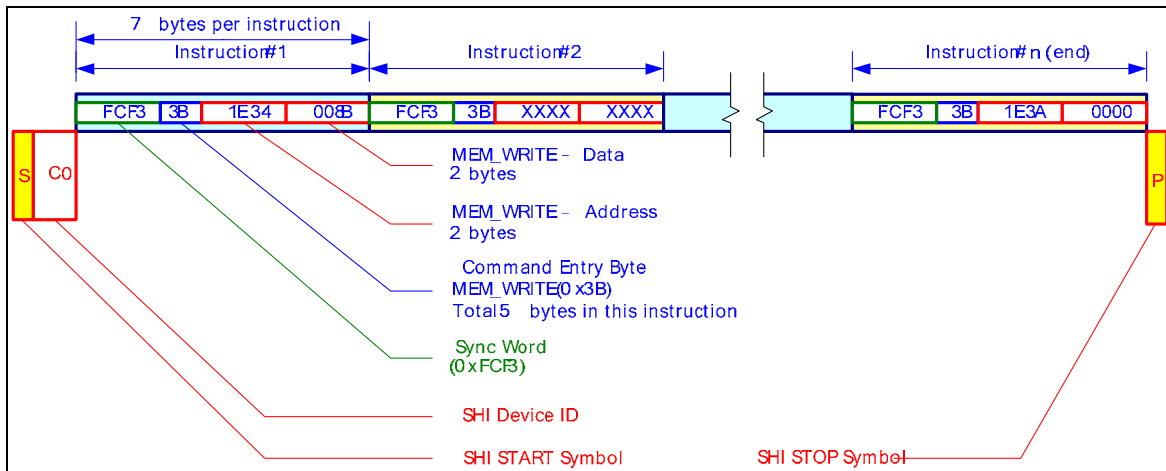 7 bytes per instruction
Instruction#1 Instruction#2 Instruction#n (end)
FCF3 3B 1E34 008B FCF3 3B XXXX XXXX FCF3 3B 1E3A 0000
S C0 P
MEM_WRITE - Data
2 bytes
MEM_WRITE - Address
2 bytes
Command Entry Byte
MEM_WRITE(0x3B)
Total 5 bytes in this instruction
Sync Word
(0xFCF3)
SHI Device ID
SHI START Symbol SHI STOP Symbol